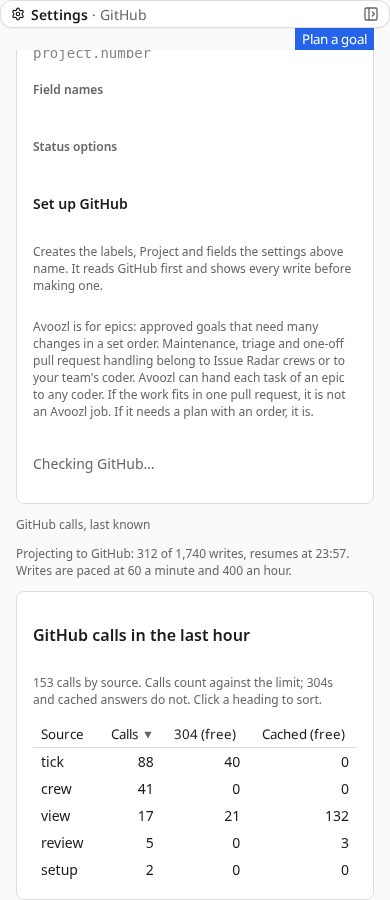 Settings · GitHub
Plan a goal
project.number
Field names
Status options
Set up GitHub
Creates the labels, Project and fields the settings above
name. It reads GitHub first and shows every write before
making one.
Avoozl is for epics: approved goals that need many
changes in a set order. Maintenance, triage and one-off
pull request handling belong to Issue Radar crews or to
your team's coder. Avoozl can hand each task of an epic
to any coder. If the work fits in one pull request, it is not
an Avoozl job. If it needs a plan with an order, it is.
Checking GitHub...
GitHub calls, last known
Projecting to GitHub: 312 of 1,740 writes, resumes at 23:57.
Writes are paced at 60 a minute and 400 an hour.
GitHub calls in the last hour
153 calls by source. Calls count against the limit; 304s
and cached answers do not. Click a heading to sort.
Source Calls ▼ 304 (free) Cached (free)
tick 88 40 0
crew 41 0 0
view 17 21 132
review 5 0 3
setup 2 0 0